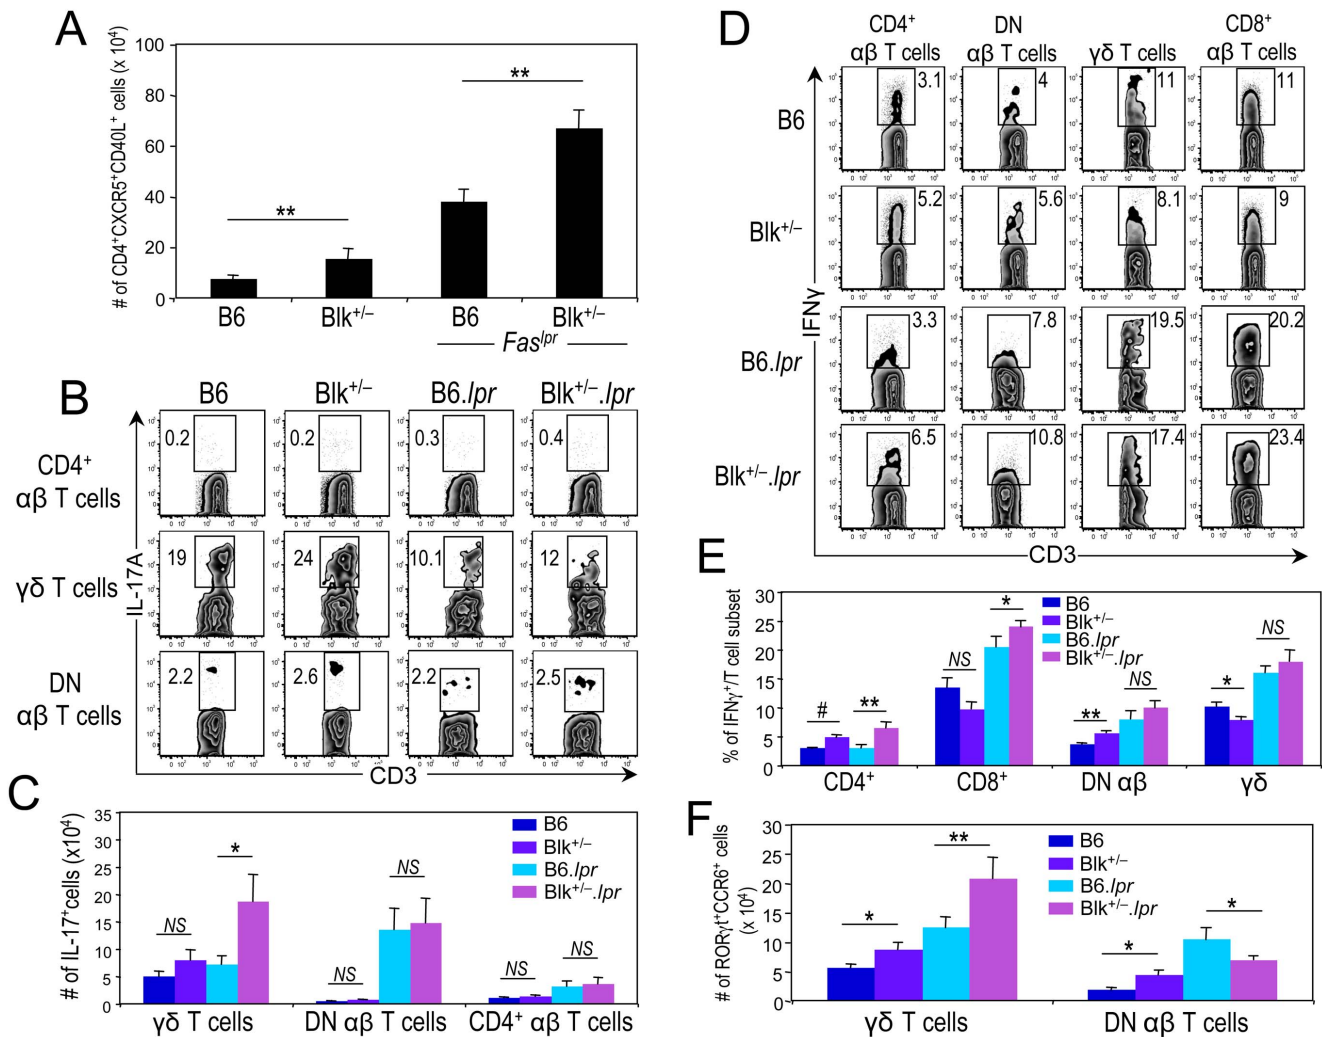 A
# of CD4⁺CXCR5⁺CD40L⁺ cells (x 10⁴)
100
80
60
40
20
0
**
**
B6
Blk⁺/⁻
B6
Blk⁺/⁻
Fasˡᵖʳ
B
B6
Blk⁺/⁻
B6.lpr
Blk⁺/⁻.lpr
CD4⁺
αβ T cells
0.2
0.2
0.3
0.4
γδ T cells
19
24
10.1
12
DN
αβ T cells
2.2
2.6
2.2
2.5
IL-17A
CD3
C
# of IL-17⁺cells (x10⁴)
35
30
25
20
15
10
5
0
B6
Blk⁺/⁻
B6.lpr
Blk⁺/⁻.lpr
NS
*
NS
NS
NS
NS
γδ T cells
DN αβ T cells
CD4⁺ αβ T cells
D
CD4⁺
αβ T cells
DN
αβ T cells
γδ T cells
CD8⁺
αβ T cells
B6
3.1
4
11
11
Blk⁺/⁻
5.2
5.6
8.1
9
B6.lpr
3.3
7.8
19.5
20.2
Blk⁺/⁻.lpr
6.5
10.8
17.4
23.4
IFNγ
CD3
E
% of IFNγ⁺/T cell subset
30
25
20
15
10
5
0
B6
Blk⁺/⁻
B6.lpr
Blk⁺/⁻.lpr
#
**
NS
*
**
NS
*
NS
CD4⁺
CD8⁺
DN αβ
γδ
F
# of RORγt⁺CCR6⁺ cells
(x 10⁴)
30
25
20
15
10
5
0
B6
Blk⁺/⁻
B6.lpr
Blk⁺/⁻.lpr
*
**
*
*
γδ T cells
DN αβ T cells